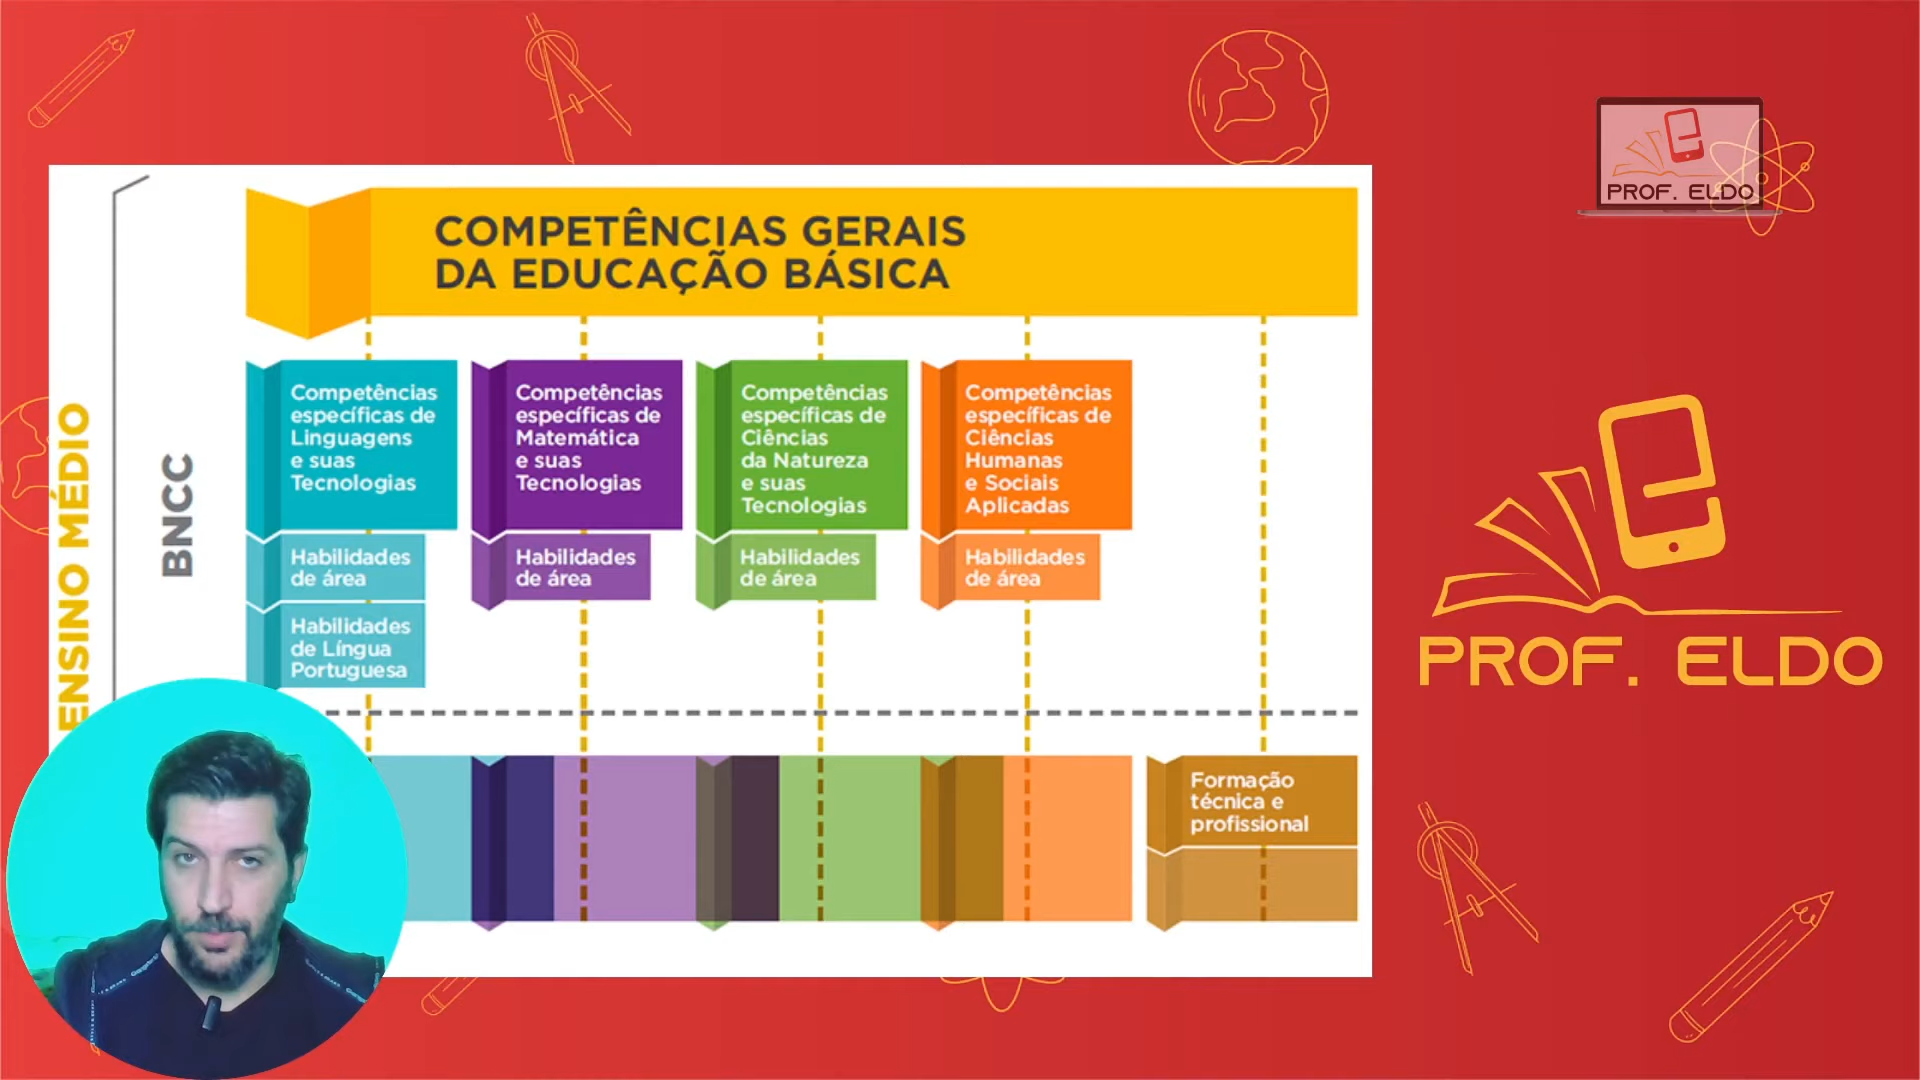 PROF. ELDO
COMPETÊNCIAS GERAIS
DA EDUCAÇÃO BÁSICA
ENSINO MÉDIO
BNCC
Competências
específicas de
Linguagens
e suas
Tecnologias
Habilidades
de área
Habilidades
de Língua
Portuguesa
Competências
específicas de
Matemática
e suas
Tecnologias
Habilidades
de área
Competências
específicas de
Ciências
da Natureza
e suas
Tecnologias
Habilidades
de área
Competências
específicas de
Ciências
Humanas
e Sociais
Aplicadas
Habilidades
de área
Formação
técnica e
profissional
PROF. ELDO